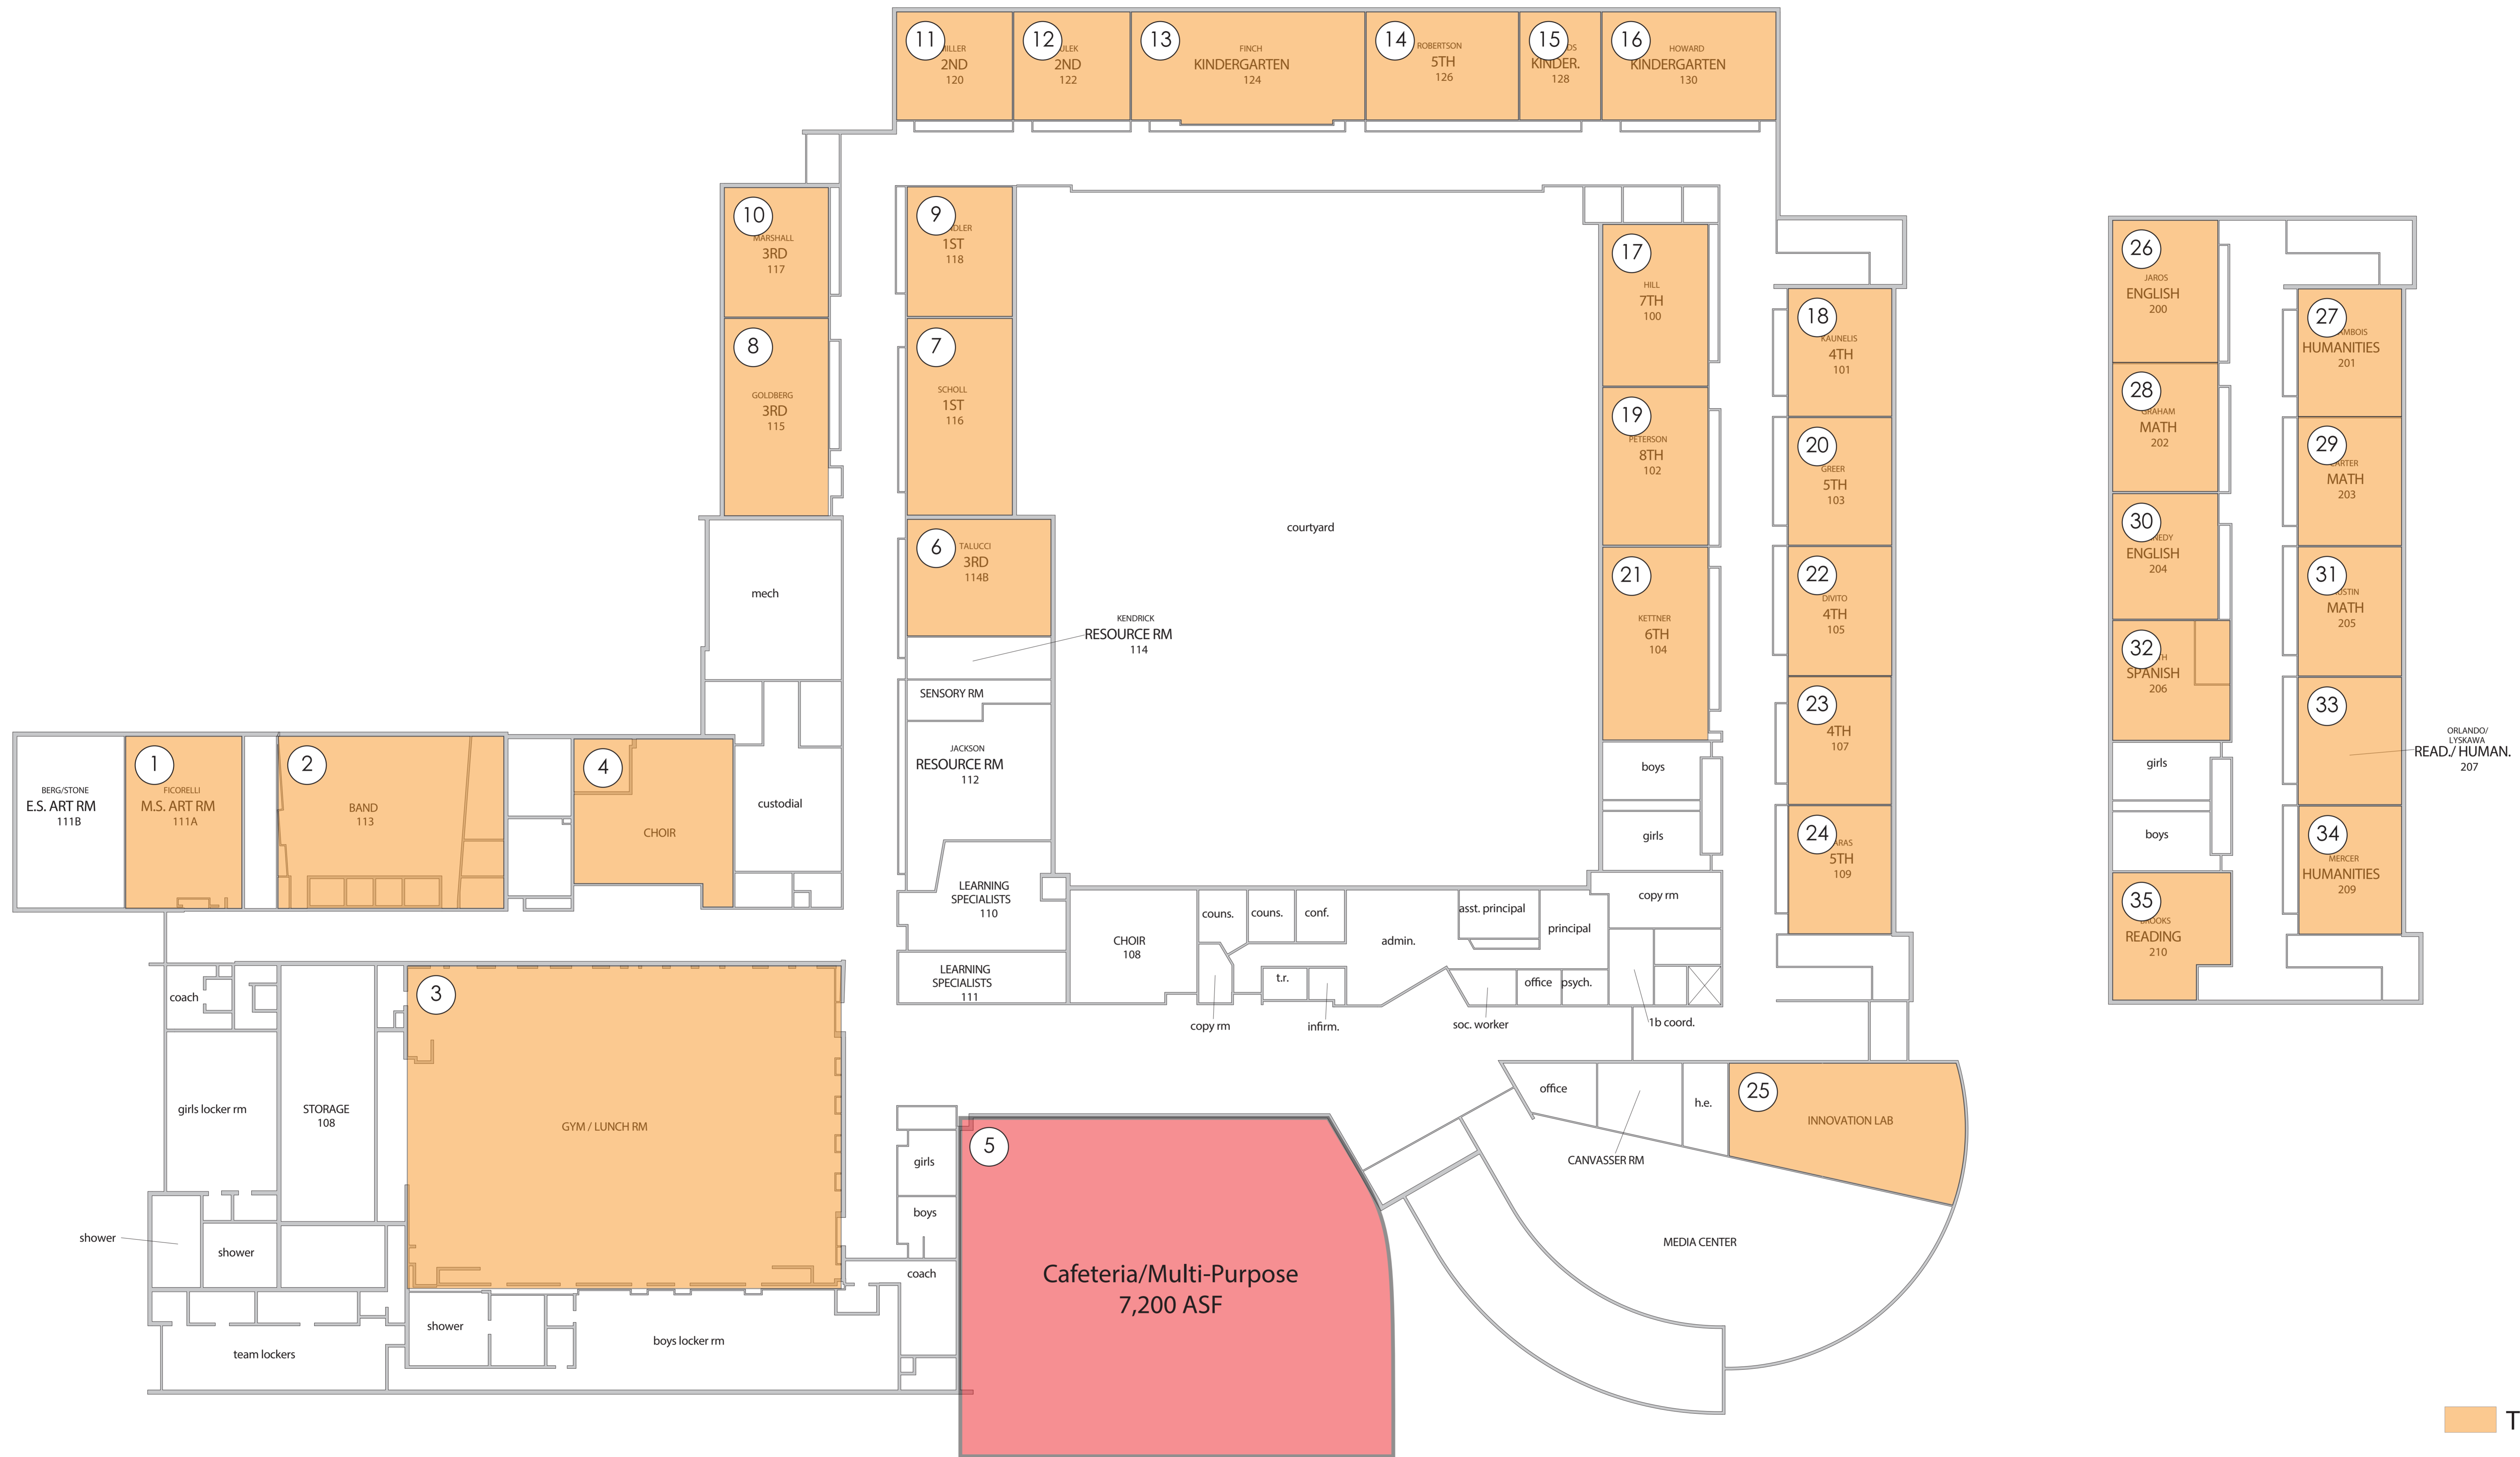 11
2ND
120
12
2ND
122
13
FINCH
KINDERGARTEN
124
14
ROBERTSON
5TH
126
15
KINDER.
128
16
HOWARD
KINDERGARTEN
130
10
MARSHALL
3RD
117
9
1ST
118
8
GOLDBERG
3RD
115
7
SCHOLL
1ST
116
6
TALUCCI
3RD
114B
mech
KENDRICK
RESOURCE RM
114
SENSORY RM
JACKSON
RESOURCE RM
112
courtyard
17
HILL
7TH
100
18
KAUNELIS
4TH
101
19
PETERSON
8TH
102
20
GREER
5TH
103
21
KETTNER
6TH
104
22
DIVITO
4TH
105
23
4TH
107
24
5TH
109
boys
girls
26
JAROS
ENGLISH
200
27
HUMANITIES
201
28
GRAHAM
MATH
202
29
MATH
203
30
ENGLISH
204
31
MATH
205
32
SPANISH
206
33
ORLANDO/
LYSKAWA
READ./ HUMAN.
207
girls
boys
34
MERCER
HUMANITIES
209
35
READING
210
BERG/STONE
E.S. ART RM
111B
1
FICORELLI
M.S. ART RM
111A
2
BAND
113
4
CHOIR
custodial
LEARNING
SPECIALISTS
110
LEARNING
SPECIALISTS
111
CHOIR
108
couns.
couns.
conf.
admin.
asst. principal
principal
copy rm
t.r.
infirm.
copy rm
soc. worker
office
psych.
1b coord.
coach
3
GYM / LUNCH RM
girls locker rm
STORAGE
108
shower
shower
team lockers
shower
boys locker rm
girls
boys
coach
5
Cafeteria/Multi-Purpose
7,200 ASF
office
CANVASSER RM
h.e.
25
INNOVATION LAB
MEDIA CENTER
T